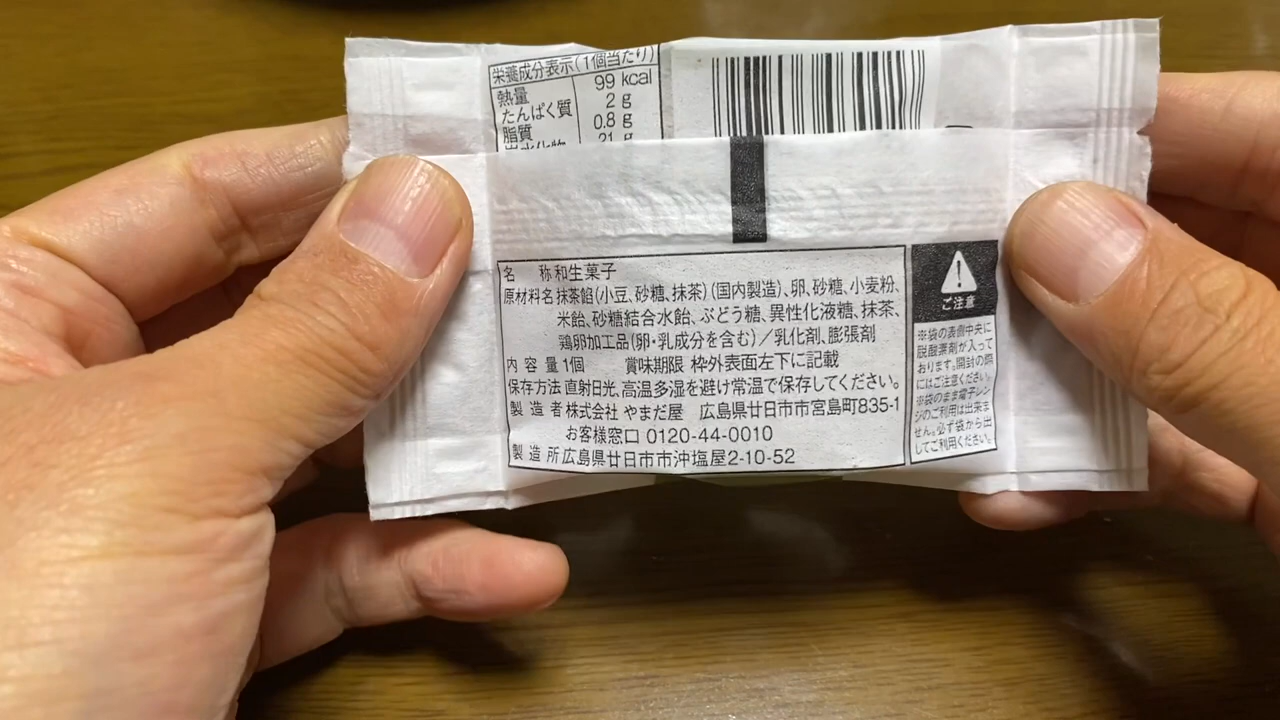 栄養成分表示(1個当たり)
熱量 99 kcal
たんぱく質 2 g
脂質 0.8 g
炭水化物 21 g
名 称 和生菓子
原材料名 抹茶餡(小豆、砂糖、抹茶)(国内製造)、卵、砂糖、小麦粉、
米飴、砂糖結合水飴、ぶどう糖、異性化液糖、抹茶、
鶏卵加工品(卵・乳成分を含む)/乳化剤、膨張剤
内 容 量 1個 賞味期限 枠外表面左下に記載
保存方法 直射日光、高温多湿を避け常温で保存してください。
製 造 者 株式会社 やまだ屋 広島県廿日市市宮島町835-1
お客様窓口 0120-44-0010
製 造 所 広島県廿日市市沖塩屋2-10-52
ご注意
※袋の表側中央に
脱酸素剤が入って
おります。開封の際
にはご注意ください。
※袋のまま電子レン
ジのご利用は出来ま
せん。必ず袋から出
してご利用ください。